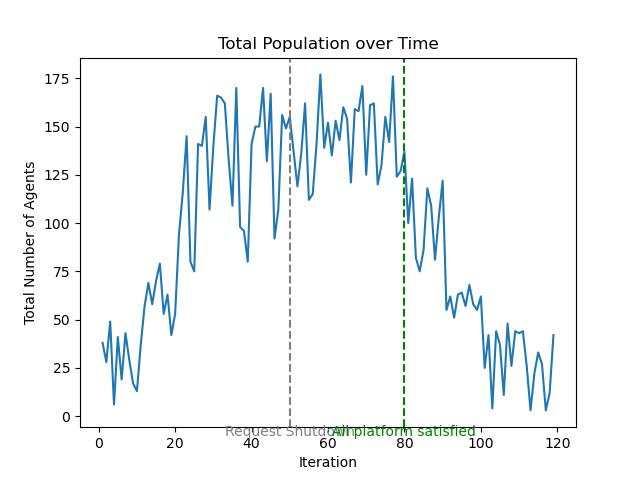 Total Population over Time
Total Number of Agents
175
150
125
100
75
50
25
0
0 20 40 60 80 100 120
Request Shutdown
All platform satisfied
Iteration